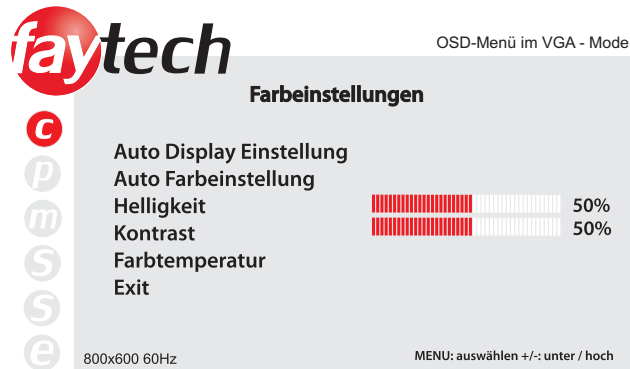 faytech
OSD-Menü im VGA - Mode
Farbeinstellungen
c
p
m
s
s
e
Auto Display Einstellung
Auto Farbeinstellung
Helligkeit 50%
Kontrast 50%
Farbtemperatur
Exit
800x600 60Hz
MENU: auswählen +/-: unter / hoch